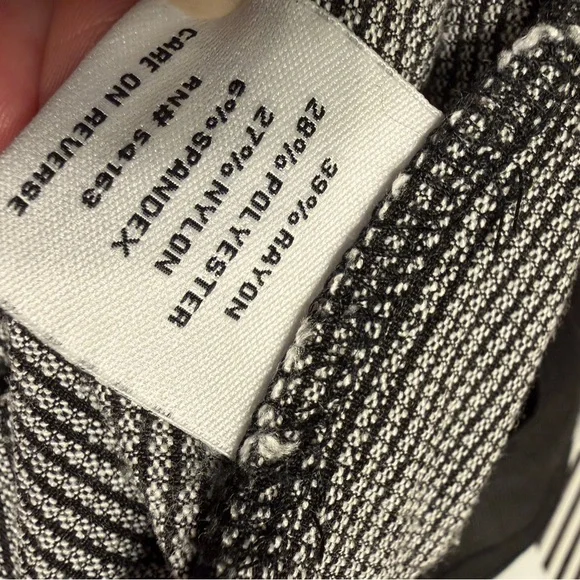 39% RAYON
28% POLYESTER
27% NYLON
6% SPANDEX
RN# 54163
CARE ON REVERSE